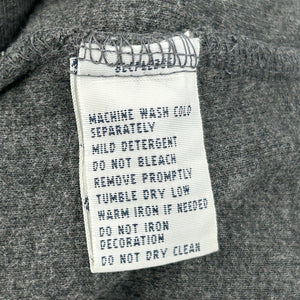 MACHINE WASH COLD
SEPARATELY
MILD DETERGENT
DO NOT BLEACH
REMOVE PROMPTLY
TUMBLE DRY LOW
WARM IRON IF NEEDED
DO NOT IRON
DECORATION
DO NOT DRY CLEAN